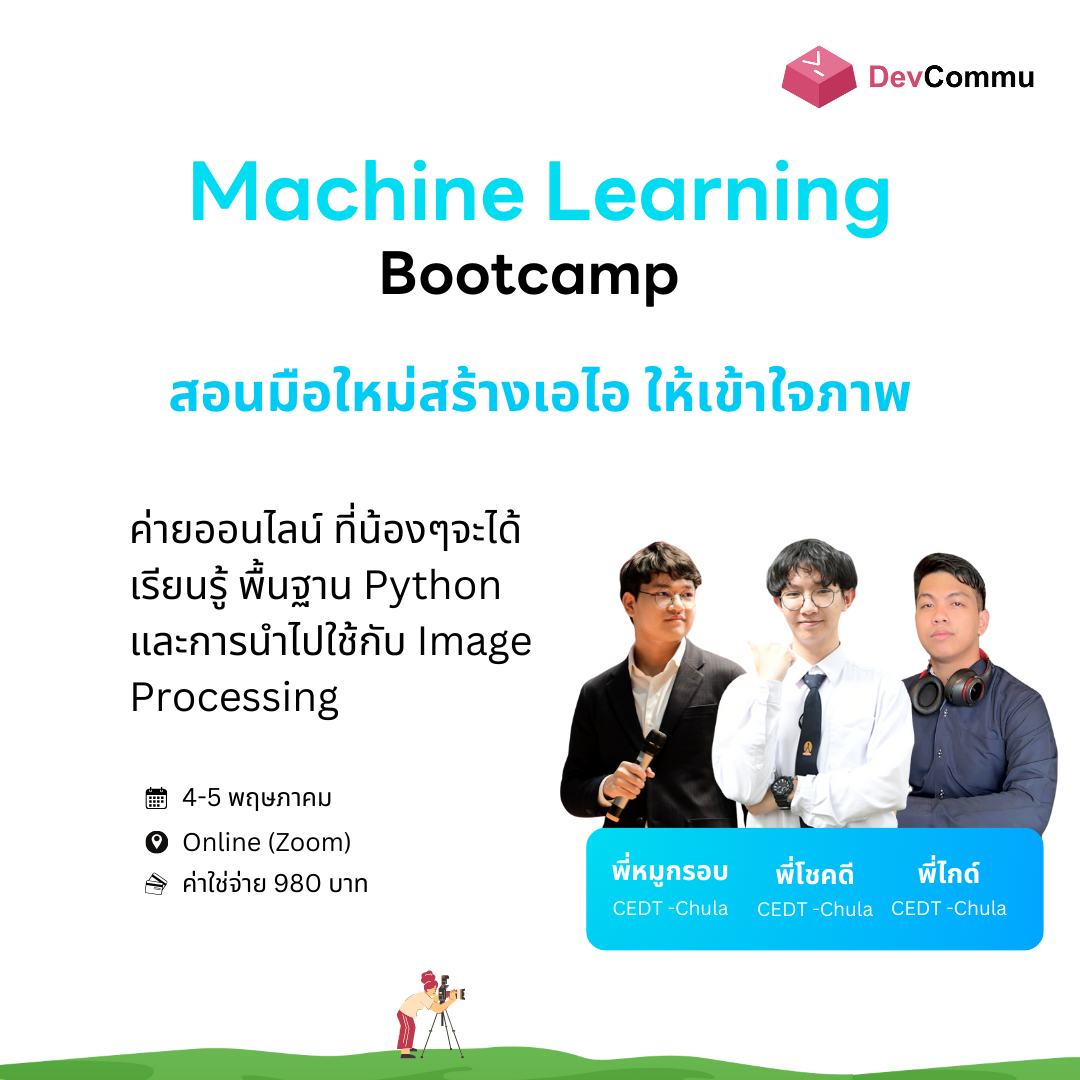 DevCommu
Machine Learning
Bootcamp
สอนมือใหม่สร้างเอไอ ให้เข้าใจภาพ
ค่ายออนไลน์ ที่น้องๆจะได้
เรียนรู้ พื้นฐาน Python
และการนำไปใช้กับ Image
Processing
4-5 พฤษภาคม
Online (Zoom)
ค่าใช่จ่าย 980 บาท
พี่หมูกรอบ พี่โชคดี พี่ไกด์
CEDT -Chula CEDT -Chula CEDT -Chula